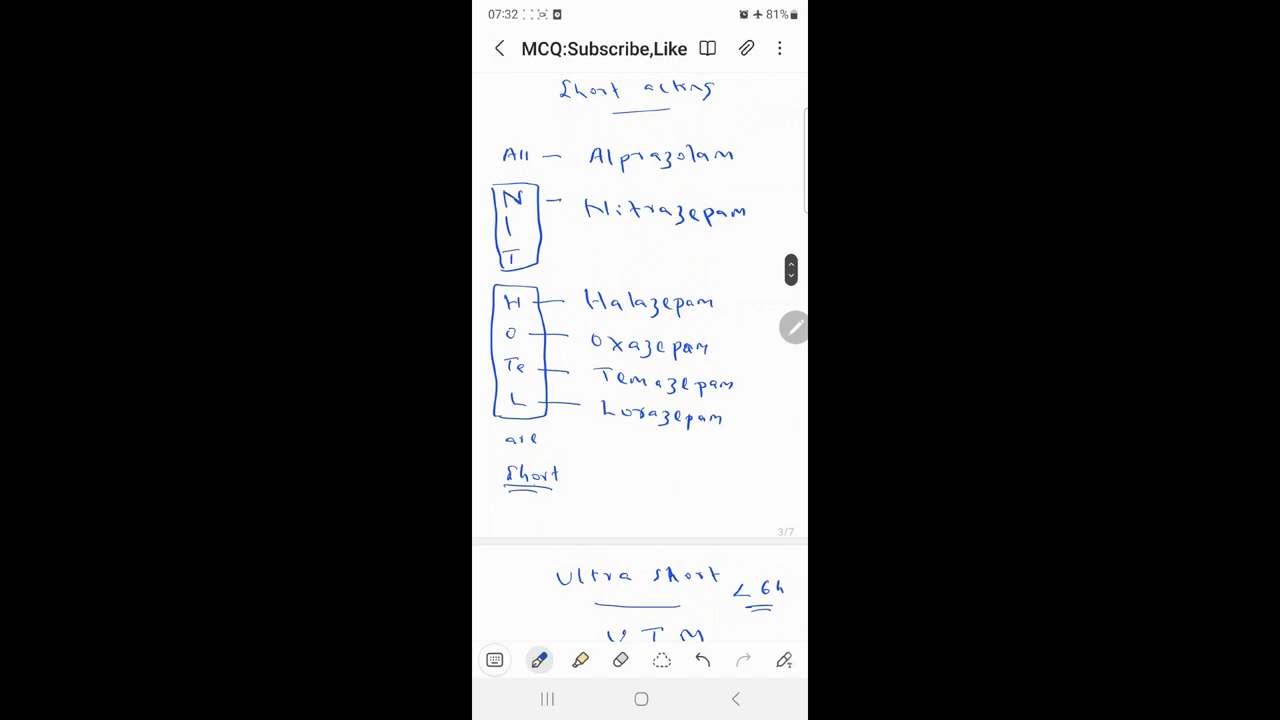 07:32 81%
MCQ:Subscribe,Like
Short acting
All — Alprazolam
N — Nitrazepam
I
T
H — Halazepam
O — Oxazepam
Te — Temazepam
L — Lorazepam
are
Short
3/7
Ultra short < 6h
U T M